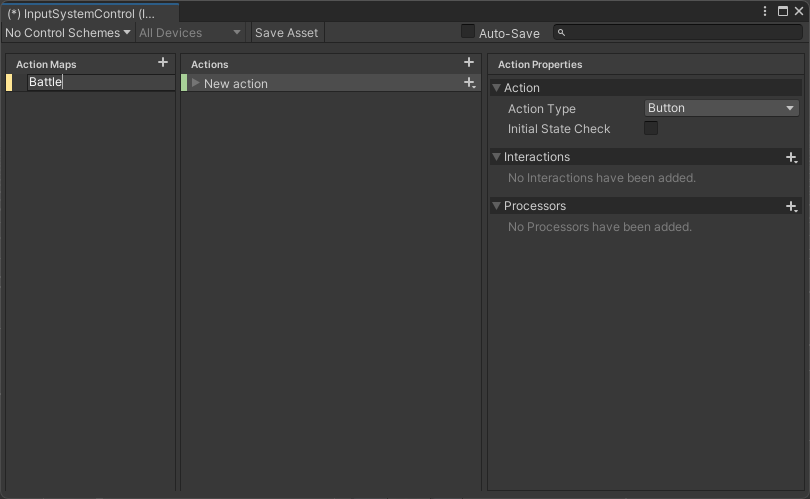 (*) InputSystemControl (I...
No Control Schemes All Devices Save Asset Auto-Save
Action Maps Actions Action Properties
Battle New action Action
Action Type Button
Initial State Check
Interactions
No Interactions have been added.
Processors
No Processors have been added.